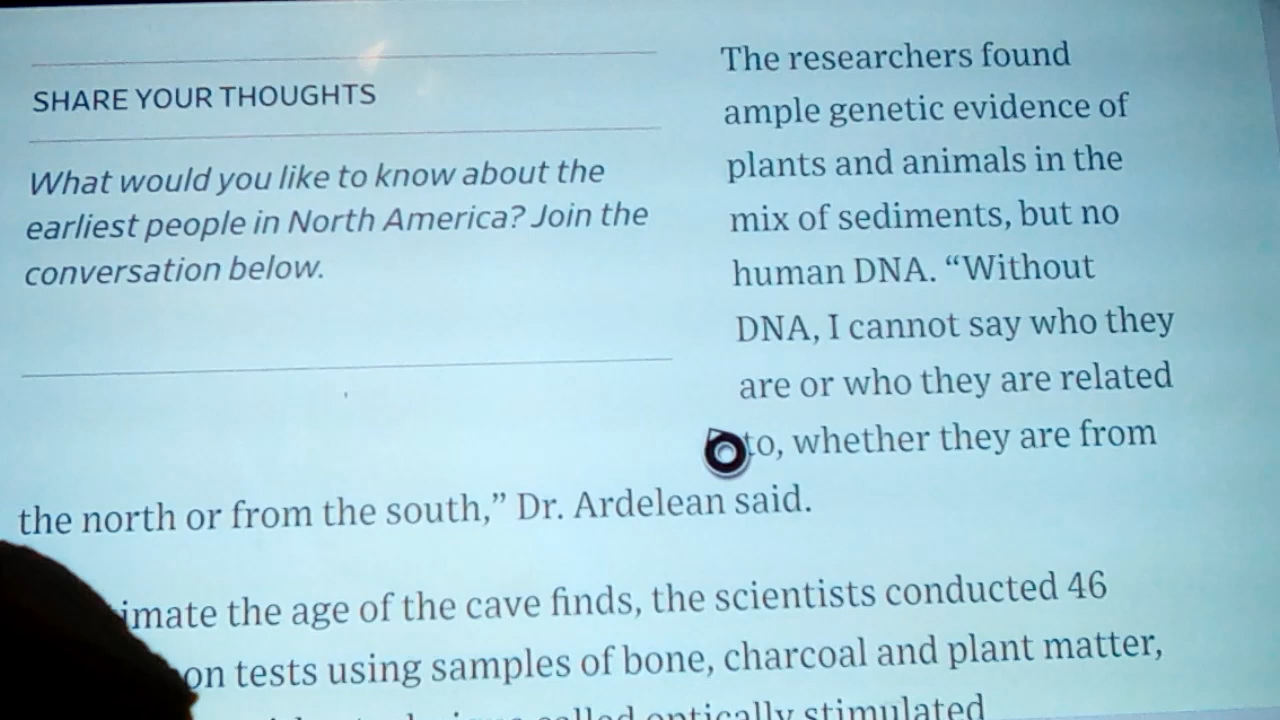 SHARE YOUR THOUGHTS
What would you like to know about the
earliest people in North America? Join the
conversation below.
The researchers found
ample genetic evidence of
plants and animals in the
mix of sediments, but no
human DNA. “Without
DNA, I cannot say who they
are or who they are related
to, whether they are from
the north or from the south,” Dr. Ardelean said.
the age of the cave finds, the scientists conducted 46
tests using samples of bone, charcoal and plant matter,
called optically stimulated